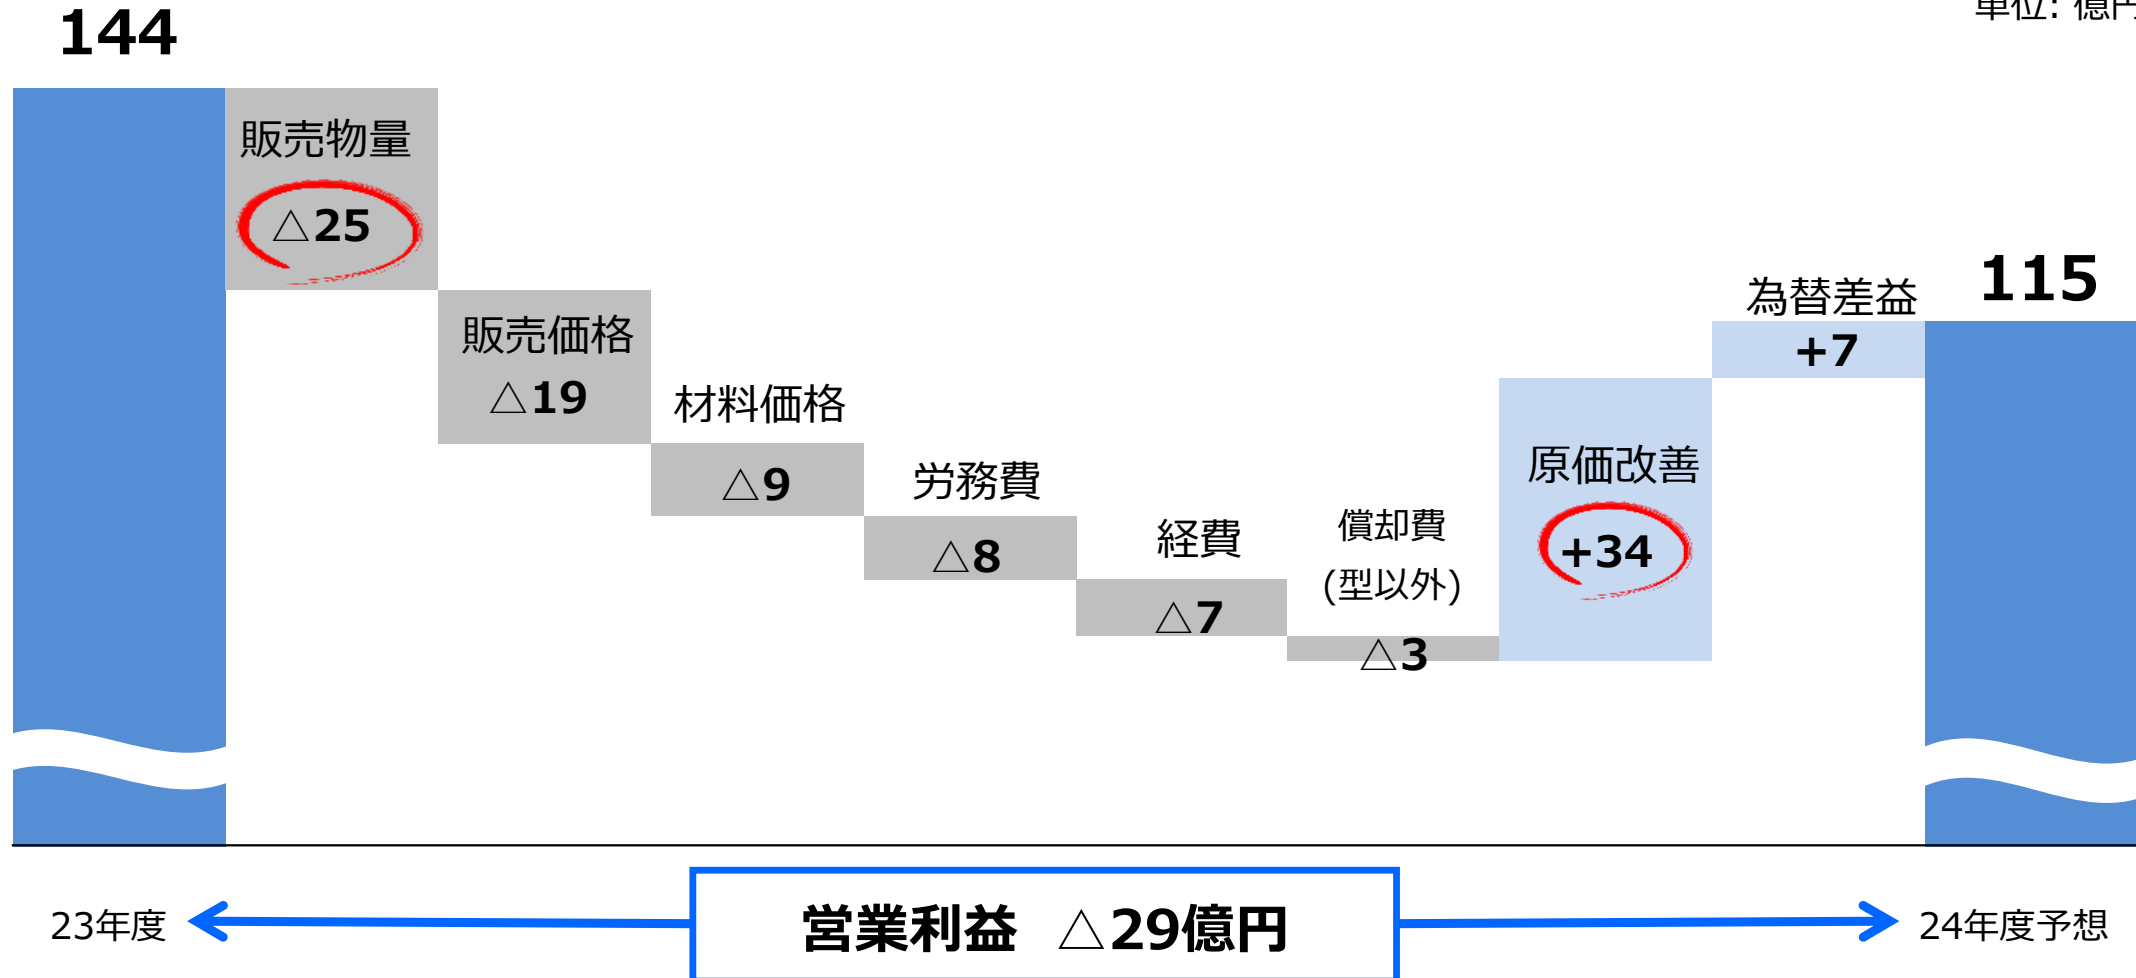 144
単位: 億円
販売物量
△25
販売価格
△19
材料価格
△9
労務費
△8
経費
△7
償却費
(型以外)
△3
原価改善
+34
為替差益
+7
115
23年度
営業利益 △29億円
24年度予想